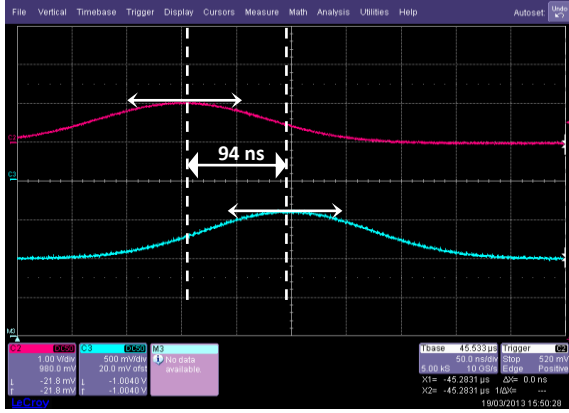 File Vertical Timebase Trigger Display Cursors Measure Math Analysis Utilities Help Autoset: Undo
C2
C3
94 ns
M3
C2 DC50 C3 DC50 M3
1.00 V/div 500 mV/div No data
980.0 mV 20.0 mV ofst available.
-21.8 mV -1.0040 V
-21.8 mV -1.0040 V
Tbase 45.533 µs Trigger C2
50.0 ns/div Stop 520 mV
5.00 kS 10 GS/s Edge Positive
X1= -45.2831 µs ΔX= 0.0 ns
X2= -45.2831 µs 1/ΔX= ---
LeCroy 19/03/2013 15:50:28